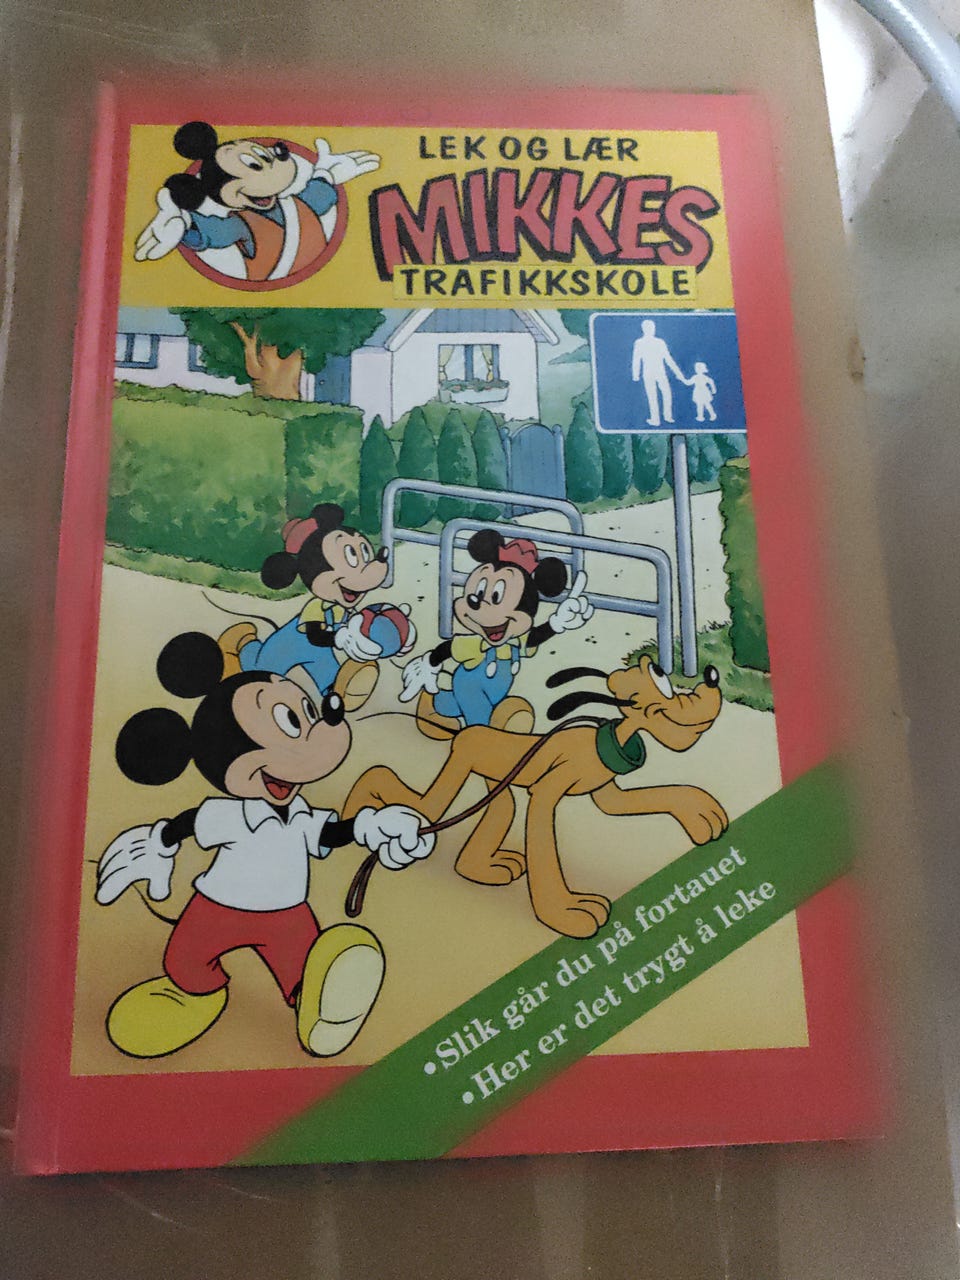 LEK OG LÆR
MIKKES
TRAFIKKSKOLE
• Slik går du på fortauet
• Her er det trygt å leke